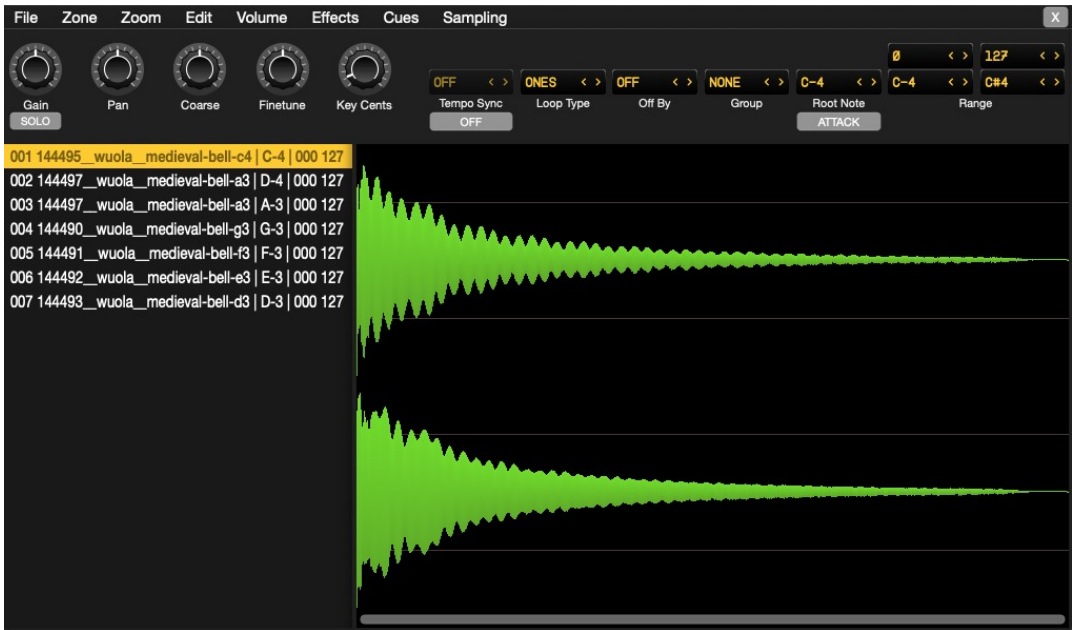 File Zone Zoom Edit Volume Effects Cues Sampling X
Ø < > 127 < >
OFF < > ONES < > OFF < > NONE < > C-4 < > C-4 < > C#4 < >
Gain Pan Coarse Finetune Key Cents Tempo Sync Loop Type Off By Group Root Note Range
SOLO OFF ATTACK
001 144495__wuola__medieval-bell-c4 | C-4 | 000 127
002 144497__wuola__medieval-bell-a3 | D-4 | 000 127
003 144497__wuola__medieval-bell-a3 | A-3 | 000 127
004 144490__wuola__medieval-bell-g3 | G-3 | 000 127
005 144491__wuola__medieval-bell-f3 | F-3 | 000 127
006 144492__wuola__medieval-bell-e3 | E-3 | 000 127
007 144493__wuola__medieval-bell-d3 | D-3 | 000 127